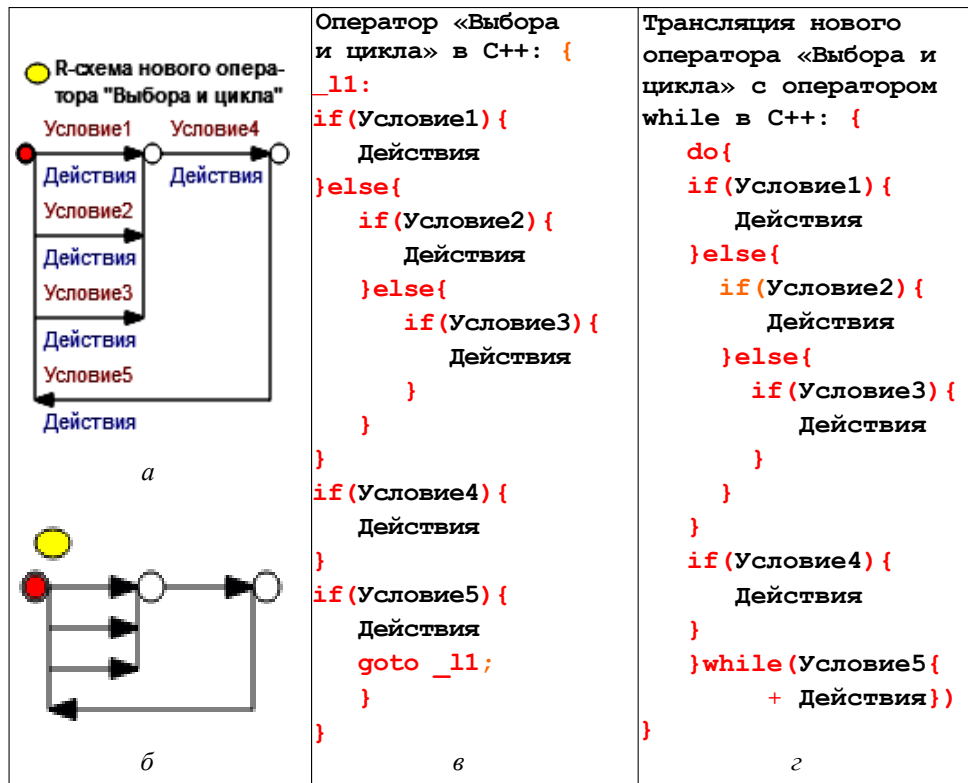 R-схема нового опера-
тора "Выбора и цикла"
Условие1 Условие4
Действия Действия
Условие2
Действия
Условие3
Действия
Условие5
Действия
а
б
Оператор «Выбора
и цикла» в С++: {
_l1:
if(Условие1){
Действия
}else{
if(Условие2){
Действия
}else{
if(Условие3){
Действия
}
}
}
if(Условие4){
Действия
}
if(Условие5){
Действия
goto _l1;
}
}
в
Трансляция нового
оператора «Выбора и
цикла» с оператором
while в С++: {
do{
if(Условие1){
Действия
}else{
if(Условие2){
Действия
}else{
if(Условие3){
Действия
}
}
}
if(Условие4){
Действия
}
}while(Условие5{
+ Действия})
}
г